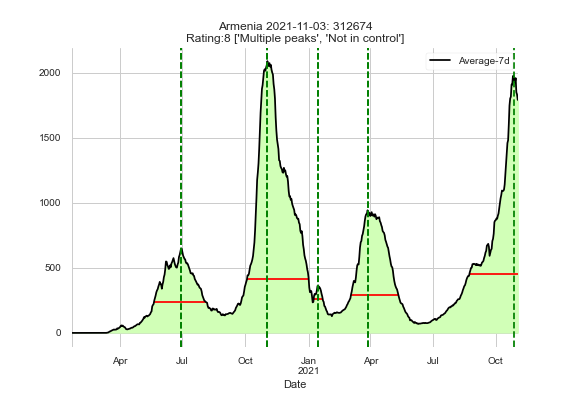 Armenia 2021-11-03: 312674
Rating:8 ['Multiple peaks', 'Not in control']
Average-7d
2000
1500
1000
500
0
Apr Jul Oct Jan Apr Jul Oct
2021
Date